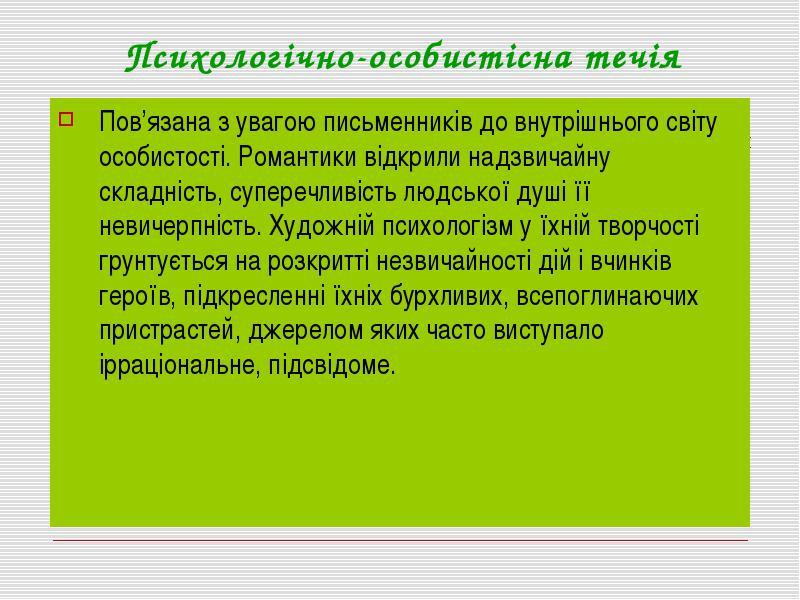 Психологічно-особистісна течія
Пов’язана з увагою письменників до внутрішнього світу
особистості. Романтики відкрили надзвичайну
складність, суперечливість людської душі її
невичерпність. Художній психологізм у їхній творчості
грунтується на розкритті незвичайності дій і вчинків
героїв, підкресленні їхніх бурхливих, всепоглинаючих
пристрастей, джерелом яких часто виступало
ірраціональне, підсвідоме.